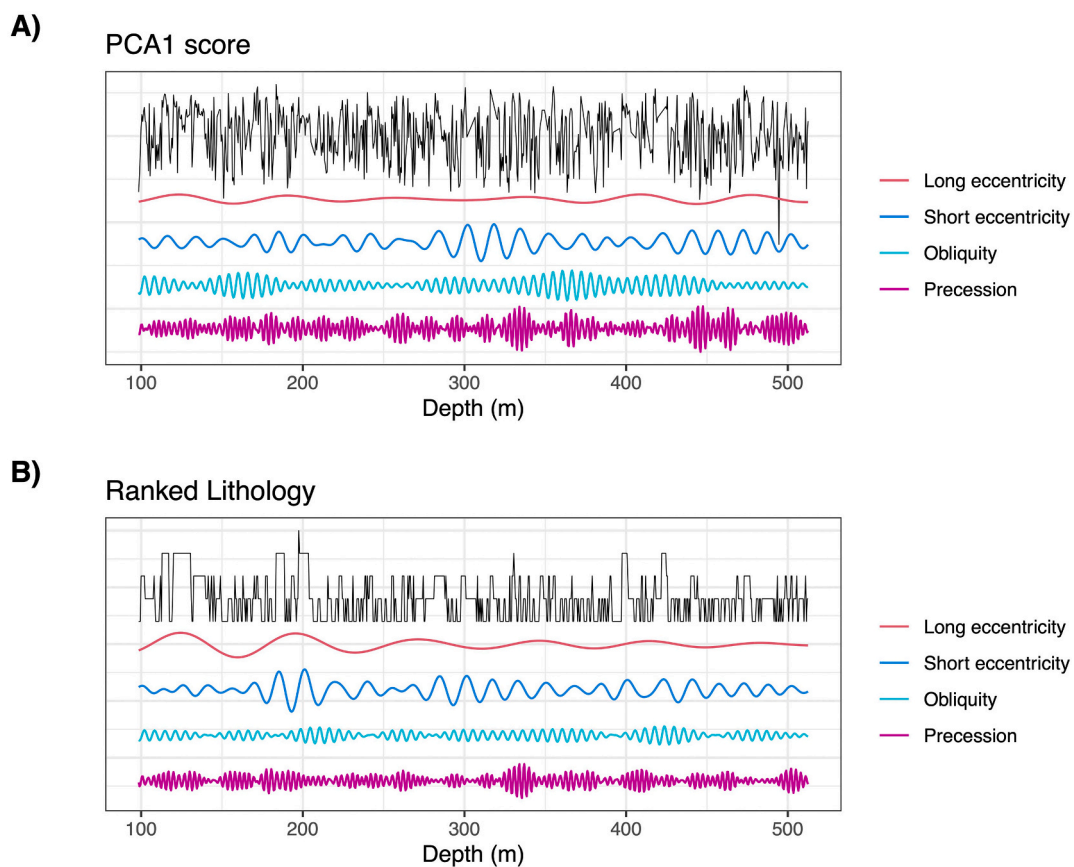 A)
PCA1 score
Long eccentricity
Short eccentricity
Obliquity
Precession
100 200 300 400 500
Depth (m)
B)
Ranked Lithology
Long eccentricity
Short eccentricity
Obliquity
Precession
100 200 300 400 500
Depth (m)